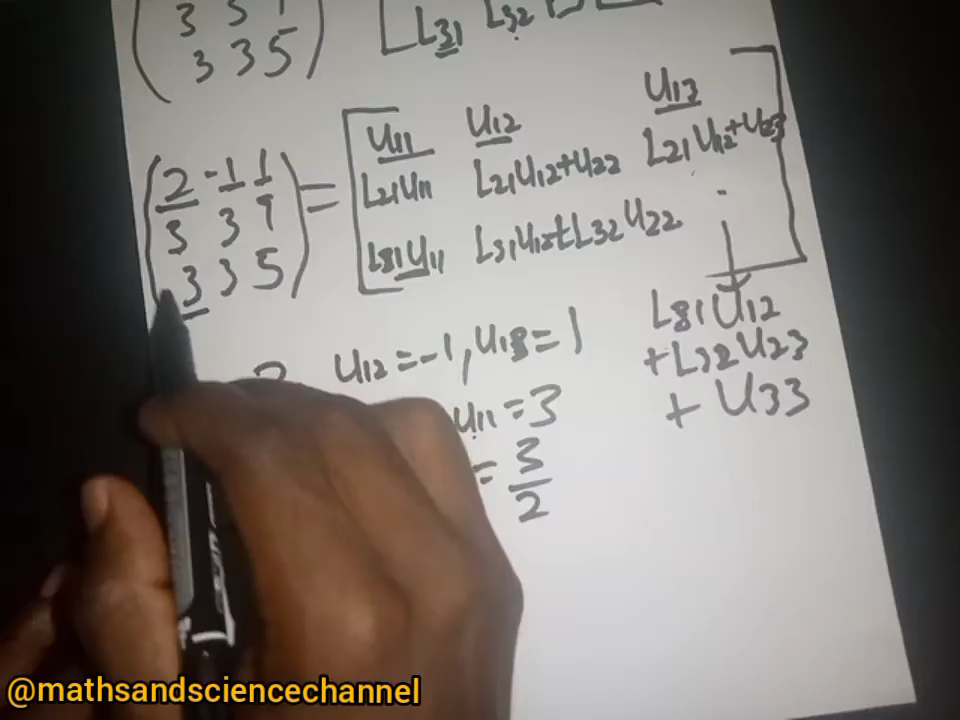 3 3 1
3 3 5
L31 L32
(2 -1 1
3 3 9
3 3 5) = [U11 U12 U13
L21U11 L21U12+U22 L21U12+U23
L31U11 L31U12+L32U22 .
L31U12
+L32U23
+U33
U12=-1, U13=1
U11=3
=3/2
@mathsandsciencechannel